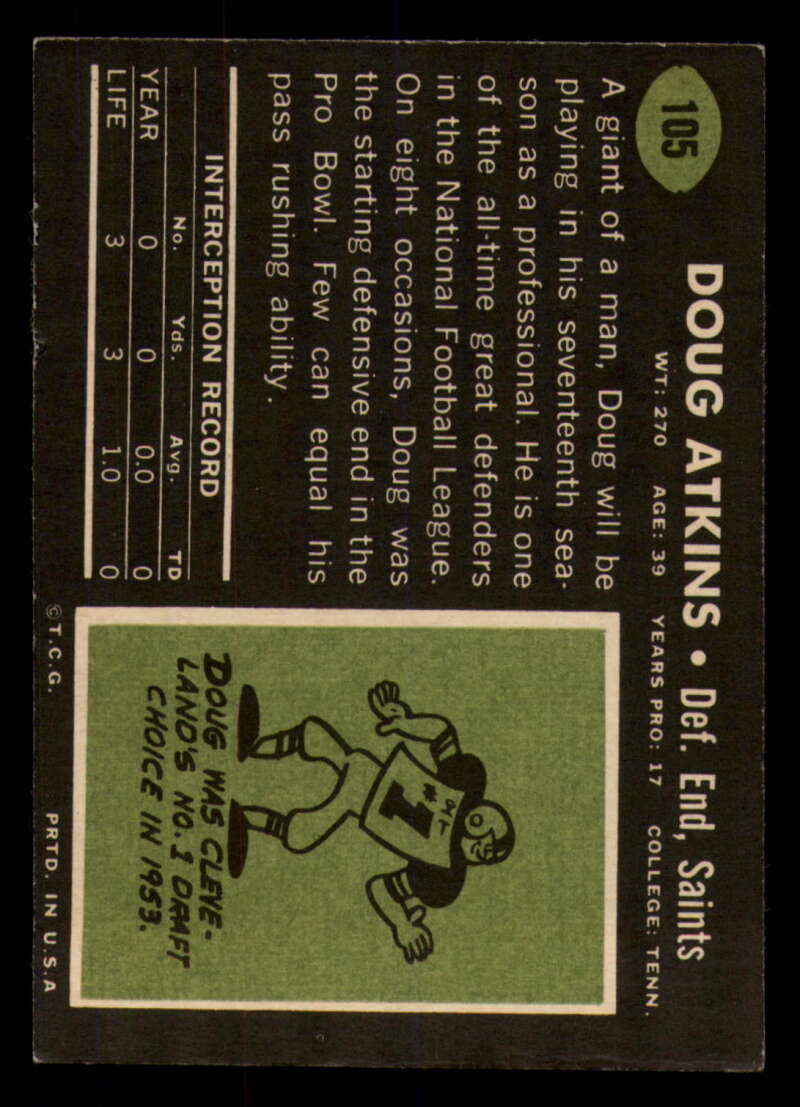 105
DOUG ATKINS • Def. End, Saints
WT: 270 AGE: 39 YEARS PRO: 17 COLLEGE: TENN.
A giant of a man, Doug will be
playing in his seventeenth sea-
son as a professional. He is one
of the all-time great defenders
in the National Football League.
On eight occasions, Doug was
the starting defensive end in the
Pro Bowl. Few can equal his
pass rushing ability.
INTERCEPTION RECORD
No. Yds. Avg. TD
YEAR 0 0 0.0 0
LIFE 3 3 1.0 0
MY
#
1
DOUG WAS CLEVE-
LAND'S NO. 1 DRAFT
CHOICE IN 1953.
©T.C.G. PRTD. IN U.S.A